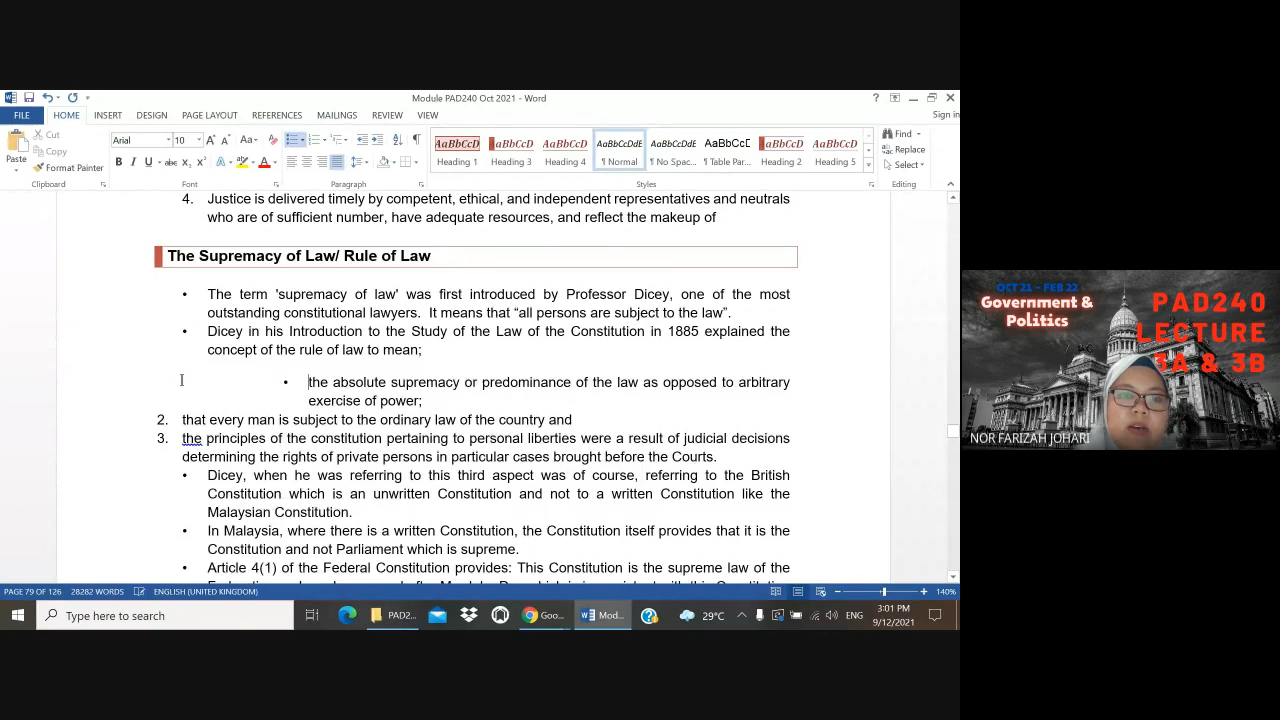 Module PAD240 Oct 2021 - Word
Sign in
FILE HOME INSERT DESIGN PAGE LAYOUT REFERENCES MAILINGS REVIEW VIEW
Paste
Cut
Copy
Format Painter
Clipboard
Arial 10
Font
Paragraph
AaBbCcD AaBbCcD AaBbCcD AaBbCcDdE AaBbCcD AaBbCc AaBbCcD AaBbCcD
Heading 1 Heading 3 Heading 4 ¶ Normal ¶ No Spac... ¶ Table Par... Heading 2 Heading 5
Styles
Find
Replace
Select
Editing
4. Justice is delivered timely by competent, ethical, and independent representatives and neutrals
who are of sufficient number, have adequate resources, and reflect the makeup of
The Supremacy of Law/ Rule of Law
• The term 'supremacy of law' was first introduced by Professor Dicey, one of the most
outstanding constitutional lawyers. It means that “all persons are subject to the law”.
• Dicey in his Introduction to the Study of the Law of the Constitution in 1885 explained the
concept of the rule of law to mean;
• the absolute supremacy or predominance of the law as opposed to arbitrary
exercise of power;
2. that every man is subject to the ordinary law of the country and
3. the principles of the constitution pertaining to personal liberties were a result of judicial decisions
determining the rights of private persons in particular cases brought before the Courts.
• Dicey, when he was referring to this third aspect was of course, referring to the British
Constitution which is an unwritten Constitution and not to a written Constitution like the
Malaysian Constitution.
• In Malaysia, where there is a written Constitution, the Constitution itself provides that it is the
Constitution and not Parliament which is supreme.
• Article 4(1) of the Federal Constitution provides: This Constitution is the supreme law of the
PAGE 79 OF 126 28282 WORDS ENGLISH (UNITED KINGDOM) 140%
Type here to search
PAD2... Goo... Mod...
29°C
ENG
3:01 PM
9/12/2021
OCT 21 - FEB 22
Government &
Politics
PAD240
LECTURE
3A & 3B
NOR FARIZAH JOHARI